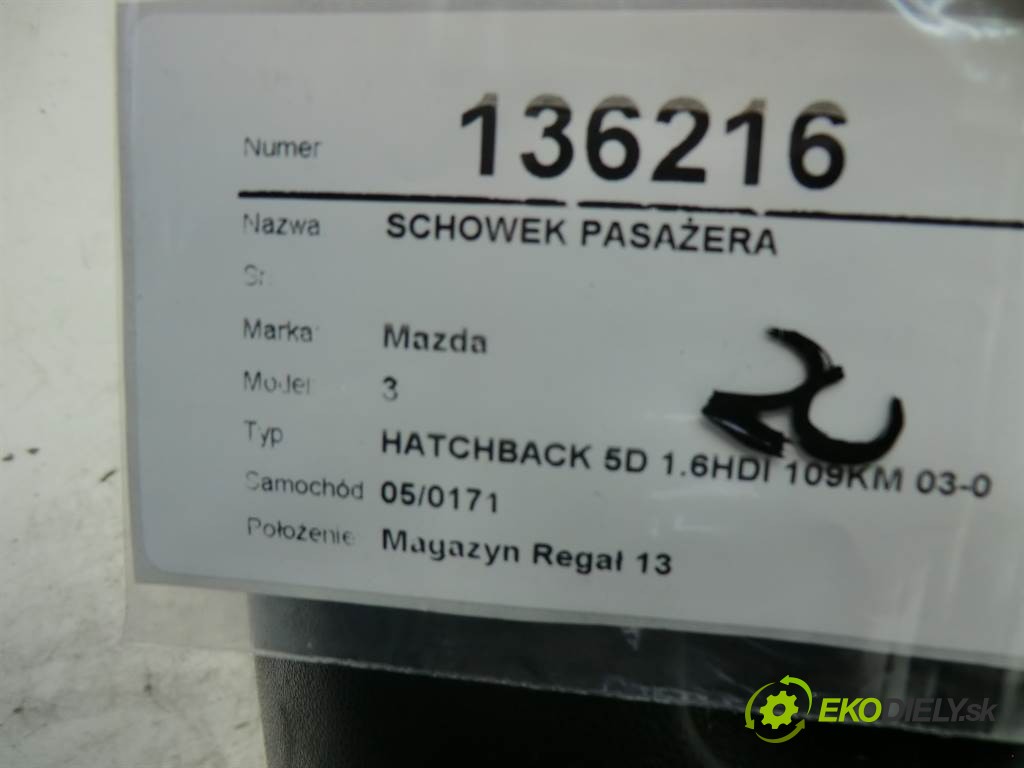 Numer 136216
Nazwa SCHOWEK PASAŻERA
Marka Mazda
Model 3
Typ HATCHBACK 5D 1.6HDI 109KM 03-0
Samochód 05/0171
Położenie Magazyn Regał 13
EKODIELY.sk